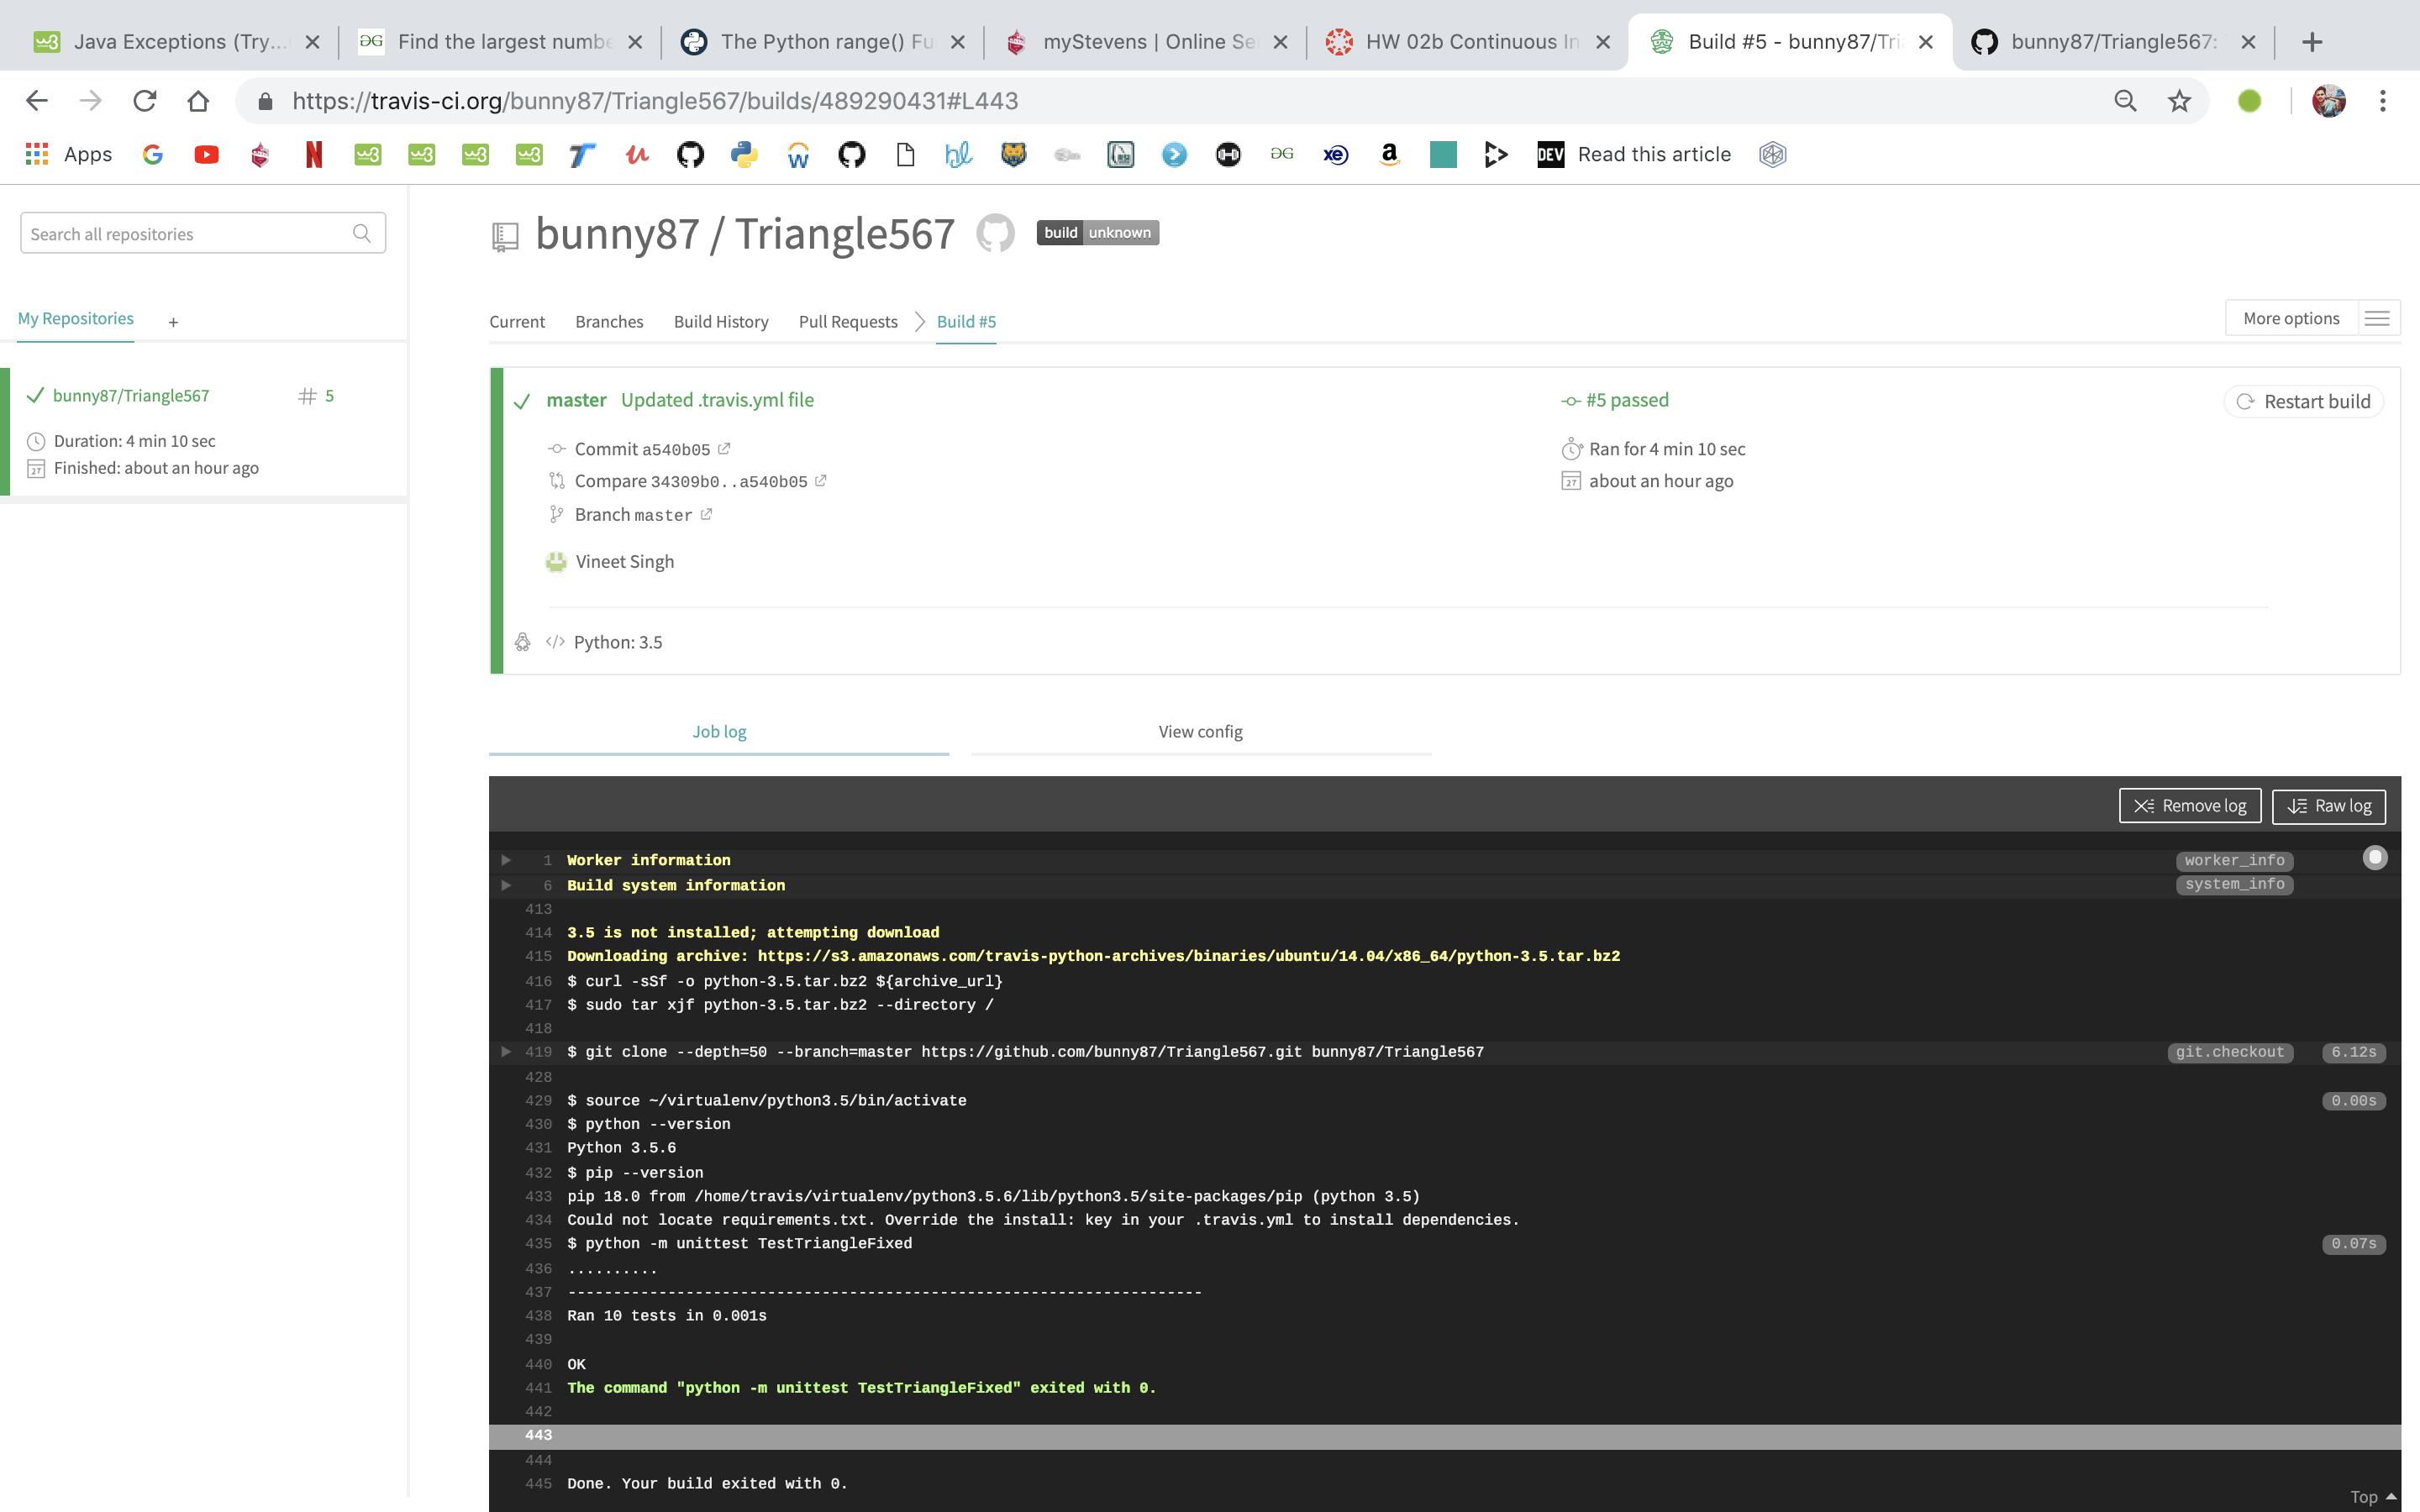 Java Exceptions (Try...
Find the largest numbe
The Python range() Fu
myStevens | Online Se
HW 02b Continuous In
Build #5 - bunny87/Tri
bunny87/Triangle567:
https://travis-ci.org/bunny87/Triangle567/builds/489290431#L443
Apps
DEV Read this article
Search all repositories
bunny87 / Triangle567
build unknown
My Repositories +
Current Branches Build History Pull Requests Build #5
More options
bunny87/Triangle567 # 5
Duration: 4 min 10 sec
Finished: about an hour ago
master Updated .travis.yml file
Commit a540b05
Compare 34309b0..a540b05
Branch master
Vineet Singh
#5 passed
Ran for 4 min 10 sec
about an hour ago
Restart build
</> Python: 3.5
Job log View config
Remove log Raw log
1 Worker information worker_info
6 Build system information system_info
413
414 3.5 is not installed; attempting download
415 Downloading archive: https://s3.amazonaws.com/travis-python-archives/binaries/ubuntu/14.04/x86_64/python-3.5.tar.bz2
416 $ curl -sSf -o python-3.5.tar.bz2 ${archive_url}
417 $ sudo tar xjf python-3.5.tar.bz2 --directory /
418
419 $ git clone --depth=50 --branch=master https://github.com/bunny87/Triangle567.git bunny87/Triangle567 git.checkout 6.12s
428
429 $ source ~/virtualenv/python3.5/bin/activate 0.00s
430 $ python --version
431 Python 3.5.6
432 $ pip --version
433 pip 18.0 from /home/travis/virtualenv/python3.5.6/lib/python3.5/site-packages/pip (python 3.5)
434 Could not locate requirements.txt. Override the install: key in your .travis.yml to install dependencies.
435 $ python -m unittest TestTriangleFixed 0.07s
436 ..........
437 ----------------------------------------------------------------------
438 Ran 10 tests in 0.001s
439
440 OK
441 The command "python -m unittest TestTriangleFixed" exited with 0.
442
443
444
445 Done. Your build exited with 0.
Top